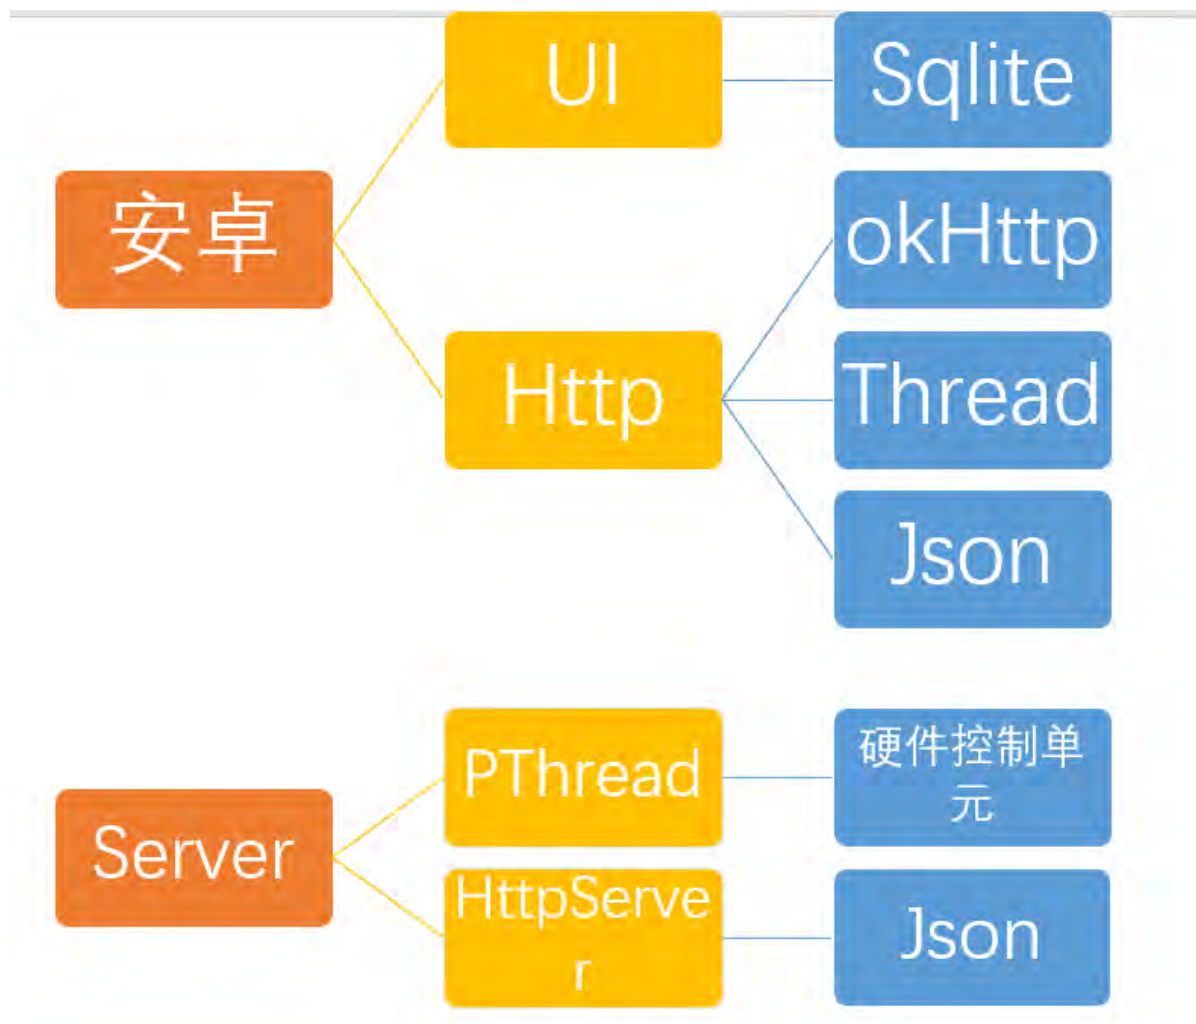 UI
Sqlite
安卓
okHttp
Http
Thread
Json
PThread
硬件控制单
元
Server
HttpServe
r
Json